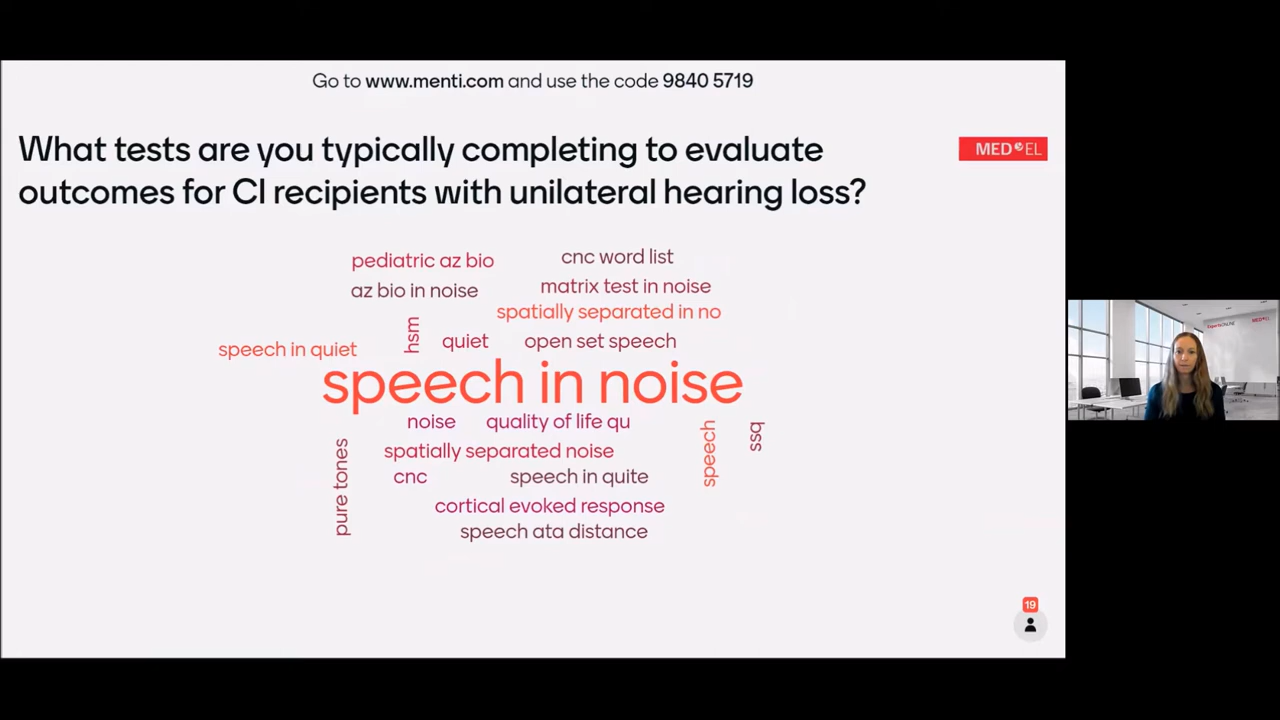 Go to www.menti.com and use the code 9840 5719
What tests are you typically completing to evaluate
outcomes for CI recipients with unilateral hearing loss?
MED EL
pediatric az bio
cnc word list
az bio in noise
matrix test in noise
spatially separated in no
hsm
quiet
open set speech
speech in quiet
speech in noise
noise
quality of life qu
speech
ssq
spatially separated noise
pure tones
cnc
speech in quite
cortical evoked response
speech ata distance
19